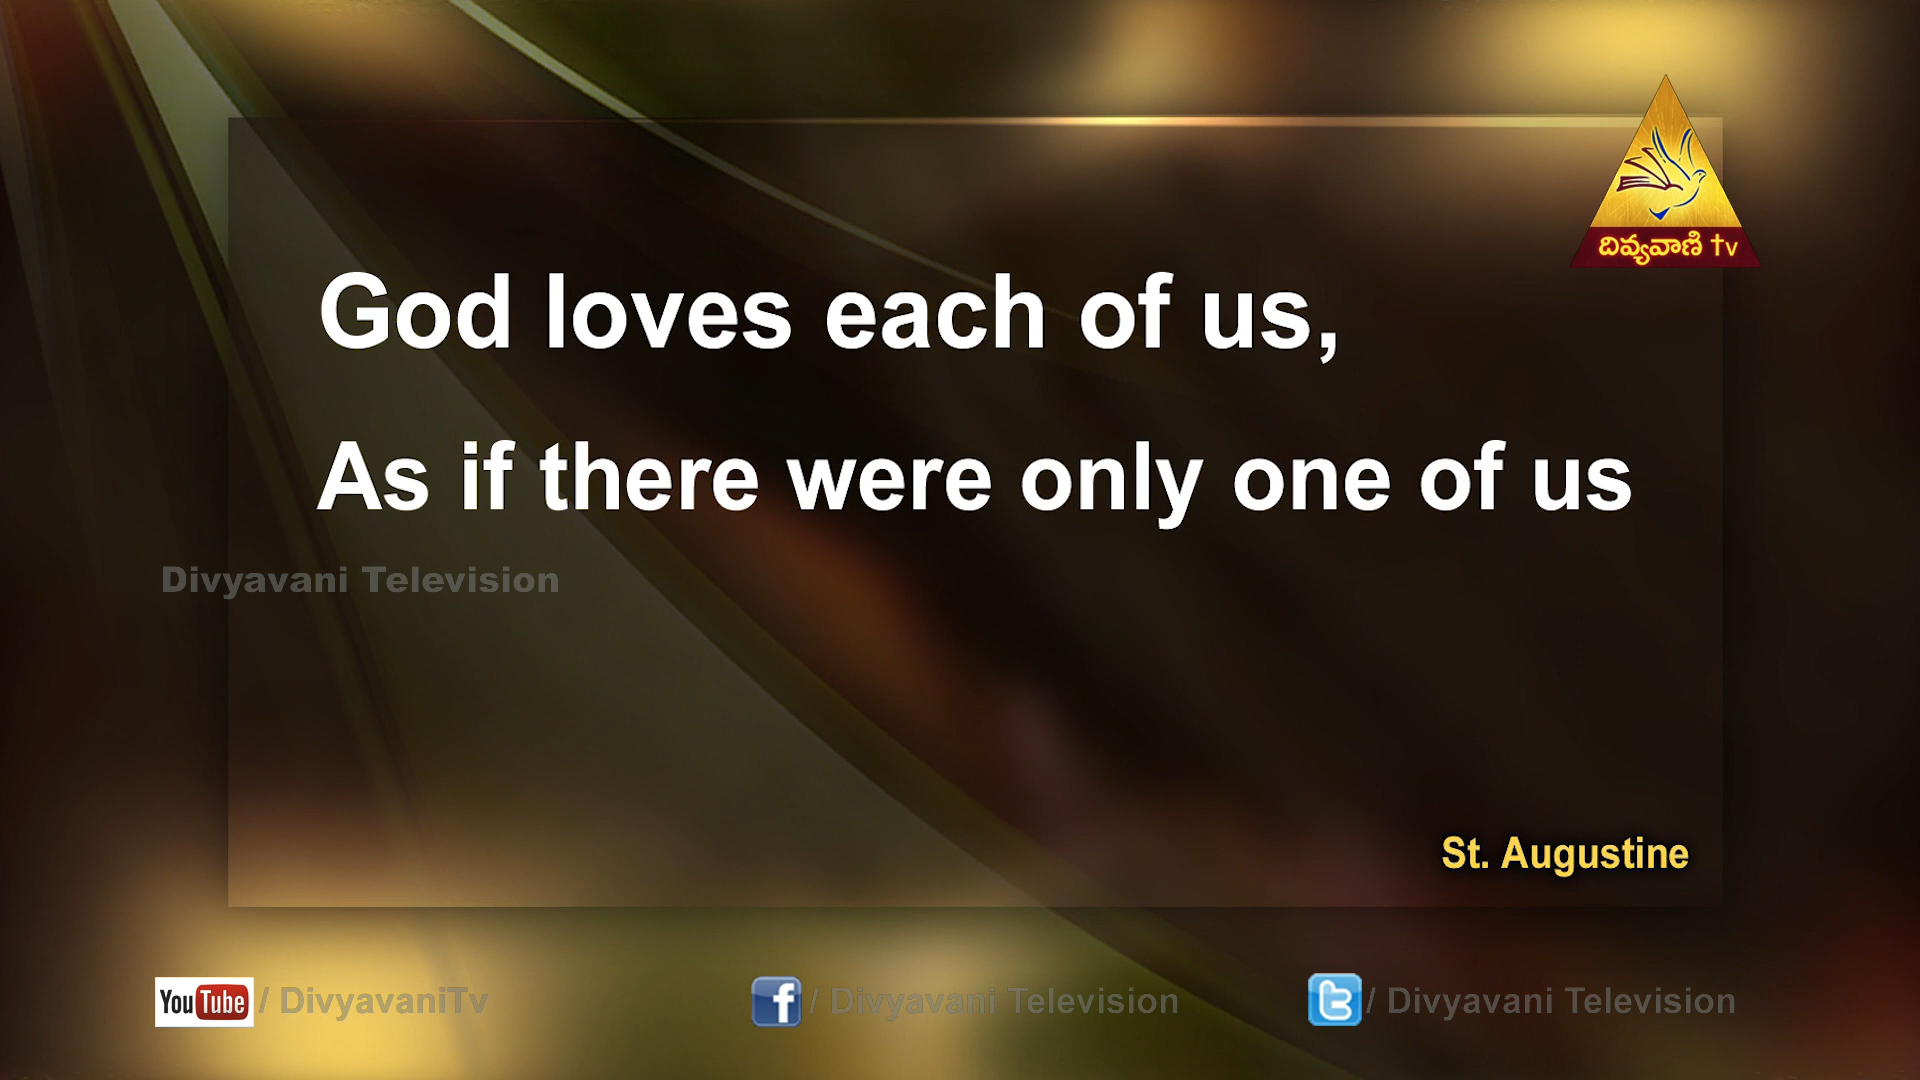 దివ్యవాణి tv
God loves each of us,
As if there were only one of us
Divyavani Television
St. Augustine
YouTube / DivyavaniTv
f / Divyavani Television
t / Divyavani Television